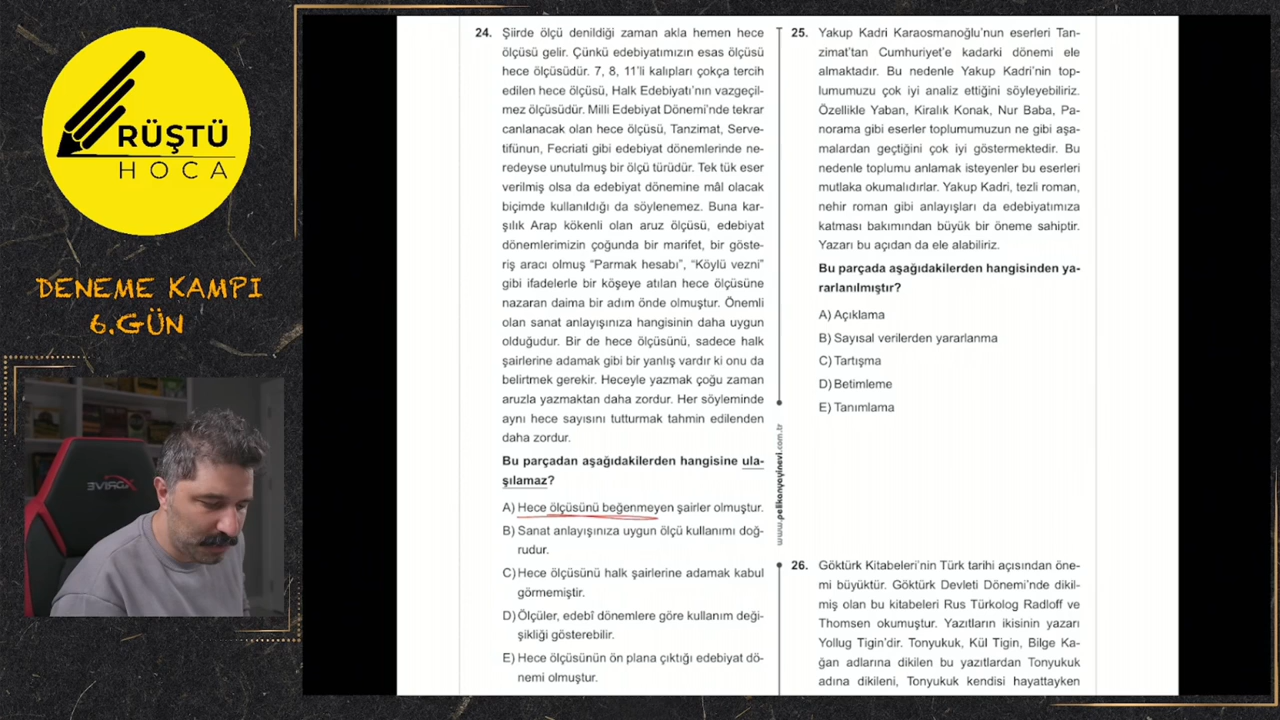 RÜŞTÜ
HOCA
DENEME KAMPI
6.GÜN
24. Şiirde ölçü denildiği zaman akla hemen hece
ölçüsü gelir. Çünkü edebiyatımızın esas ölçüsü
hece ölçüsüdür. 7, 8, 11'li kalıpları çokça tercih
edilen hece ölçüsü, Halk Edebiyatı'nın vazgeçil-
mez ölçüsüdür. Milli Edebiyat Dönemi'nde tekrar
canlanacak olan hece ölçüsü, Tanzimat, Serve-
tifünun, Fecriati gibi edebiyat dönemlerinde ne-
redeyse unutulmuş bir ölçü türüdür. Tek tük eser
verilmiş olsa da edebiyat dönemine mâl olacak
biçimde kullanıldığı da söylenemez. Buna kar-
şılık Arap kökenli olan aruz ölçüsü, edebiyat
dönemlerimizin çoğunda bir marifet, bir göste-
riş aracı olmuş "Parmak hesabı", "Köylü vezni"
gibi ifadelerle bir köşeye atılan hece ölçüsüne
nazaran daima bir adım önde olmuştur. Önemli
olan sanat anlayışınıza hangisinin daha uygun
olduğudur. Bir de hece ölçüsünü, sadece halk
şairlerine adamak gibi bir yanlış vardır ki onu da
belirtmek gerekir. Heceyle yazmak çoğu zaman
aruzla yazmaktan daha zordur. Her söyleminde
aynı hece sayısını tutturmak tahmin edilenden
daha zordur.
Bu parçadan aşağıdakilerden hangisine ula-
şılamaz?
A) Hece ölçüsünü beğenmeyen şairler olmuştur.
B) Sanat anlayışınıza uygun ölçü kullanımı doğ-
rudur.
C) Hece ölçüsünü halk şairlerine adamak kabul
görmemiştir.
D) Ölçüler, edebî dönemlere göre kullanım deği-
şikliği gösterebilir.
E) Hece ölçüsünün ön plana çıktığı edebiyat dö-
nemi olmuştur.
www.pelikanyayinevi.com.tr
25. Yakup Kadri Karaosmanoğlu'nun eserleri Tan-
zimat'tan Cumhuriyet'e kadarki dönemi ele
almaktadır. Bu nedenle Yakup Kadri'nin top-
lumumuzu çok iyi analiz ettiğini söyleyebiliriz.
Özellikle Yaban, Kiralık Konak, Nur Baba, Pa-
norama gibi eserler toplumumuzun ne gibi aşa-
malardan geçtiğini çok iyi göstermektedir. Bu
nedenle toplumu anlamak isteyenler bu eserleri
mutlaka okumalıdırlar. Yakup Kadri, tezli roman,
nehir roman gibi anlayışları da edebiyatımıza
katması bakımından büyük bir öneme sahiptir.
Yazarı bu açıdan da ele alabiliriz.
Bu parçada aşağıdakilerden hangisinden ya-
rarlanılmıştır?
A) Açıklama
B) Sayısal verilerden yararlanma
C) Tartışma
D) Betimleme
E) Tanımlama
26. Göktürk Kitabeleri'nin Türk tarihi açısından öne-
mi büyüktür. Göktürk Devleti Dönemi'nde dikil-
miş olan bu kitabeleri Rus Türkolog Radloff ve
Thomsen okumuştur. Yazıtların ikisinin yazarı
Yollug Tigin'dir. Tonyukuk, Kül Tigin, Bilge Ka-
ğan adlarına dikilen bu yazıtlardan Tonyukuk
adına dikileni, Tonyukuk kendisi hayattayken